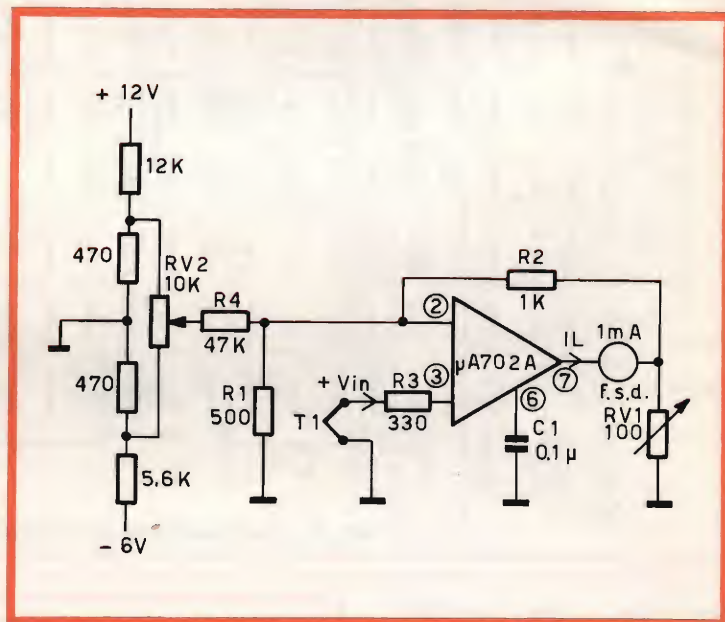 + 12V
12K
470
RV2
10K
R4
47K
470
5,6K
- 6V
R1
500
R2
1K
2
3
μA702A
6
7
IL
1mA
f.s.d.
+ Vin
R3
330
T1
C1
0,1μ
RV1
100